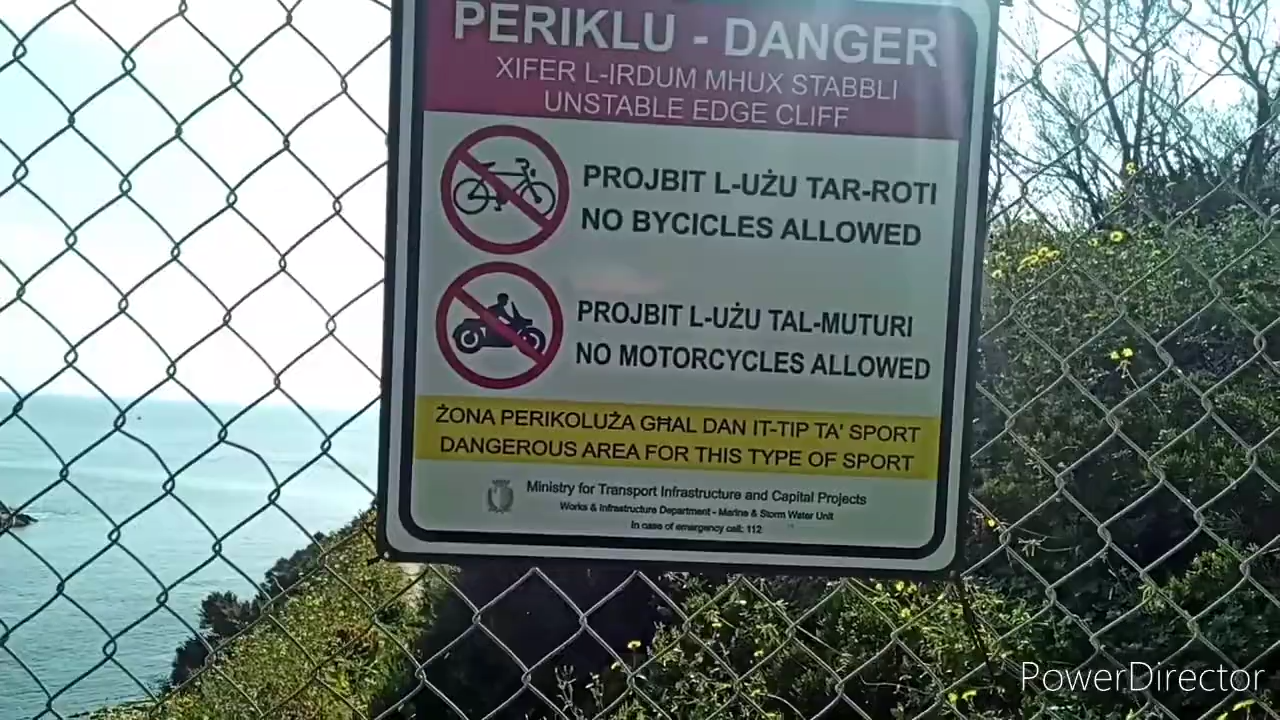 PERIKLU - DANGER
XIFER L-IRDUM MHUX STABBLI
UNSTABLE EDGE CLIFF
PROJBIT L-UŻU TAR-ROTI
NO BYCICLES ALLOWED
PROJBIT L-UŻU TAL-MUTURI
NO MOTORCYCLES ALLOWED
ŻONA PERIKOLUŻA GĦAL DAN IT-TIP TA' SPORT
DANGEROUS AREA FOR THIS TYPE OF SPORT
Ministry for Transport Infrastructure and Capital Projects
Works & Infrastructure Department - Marine & Storm Water Unit
In case of emergency call: 112
PowerDirector